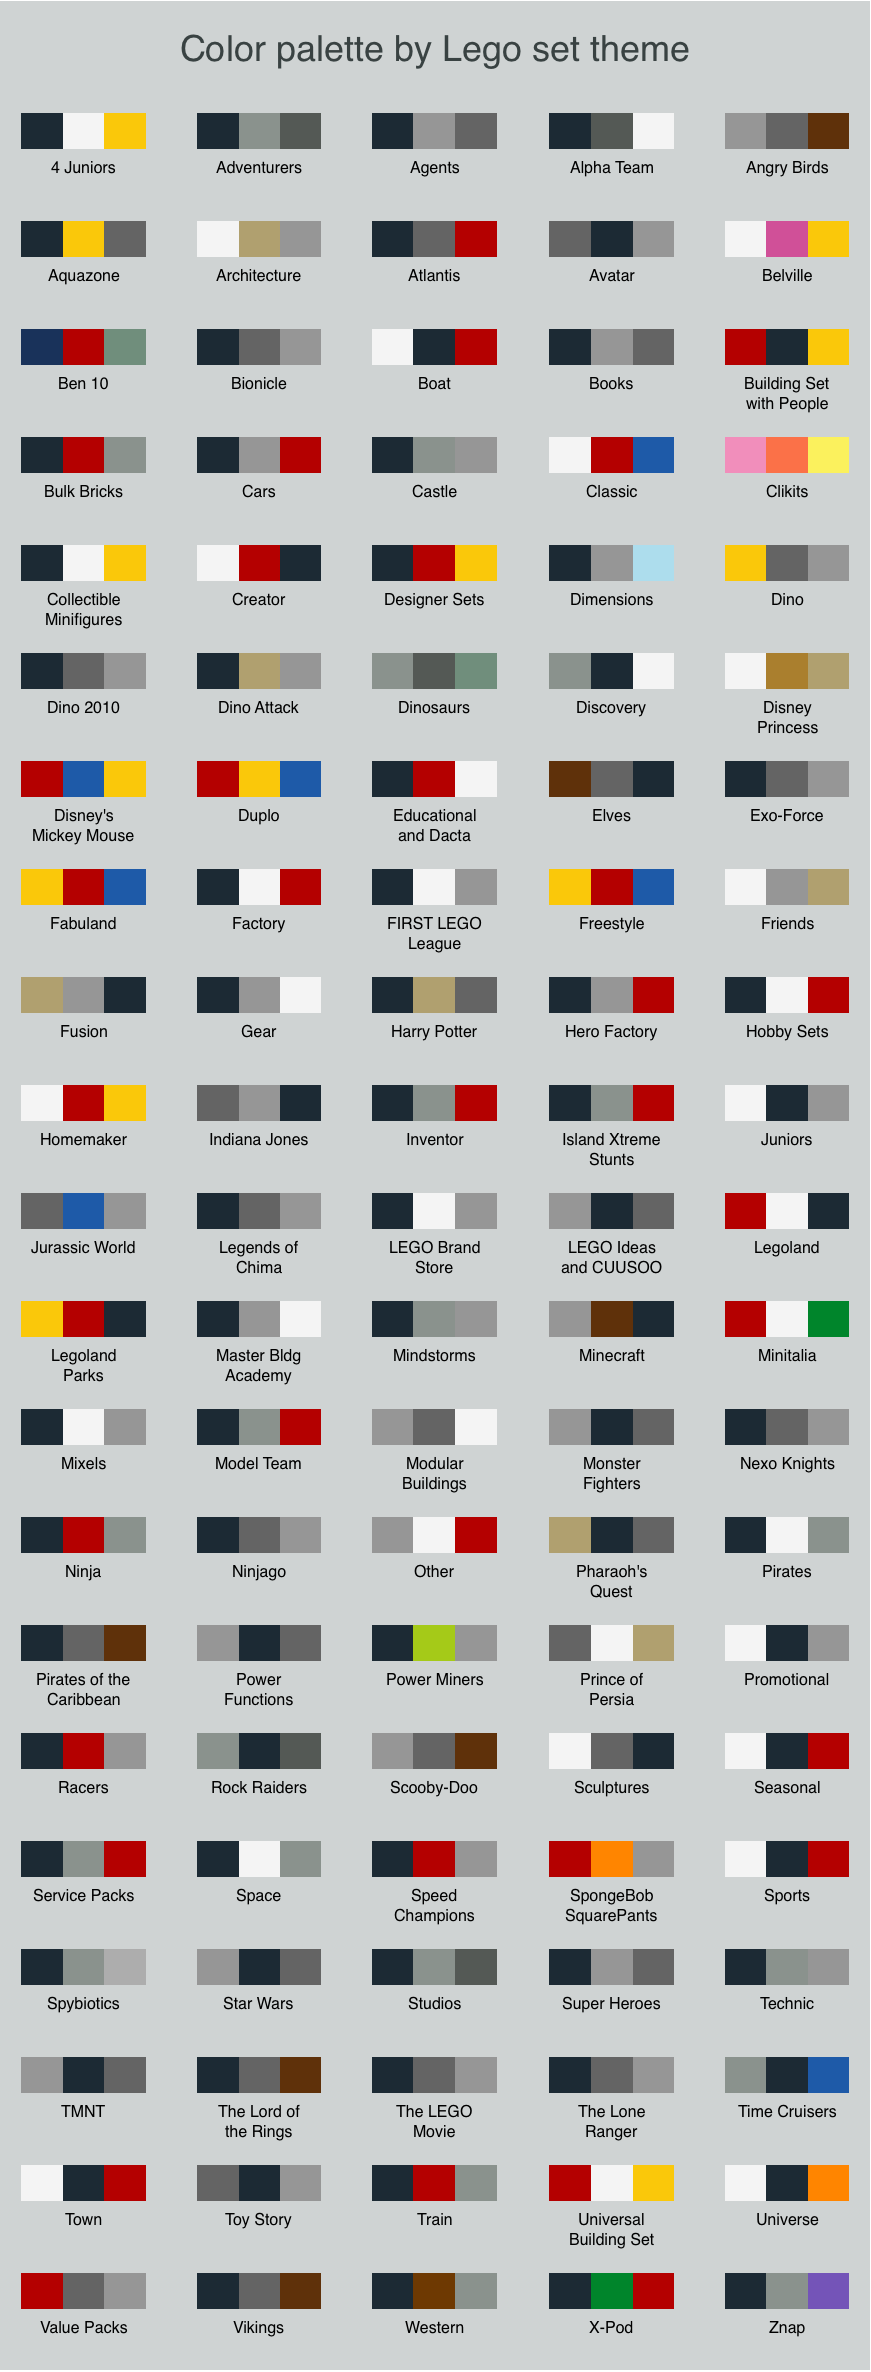 Color palette by Lego set theme
4 Juniors
Adventurers
Agents
Alpha Team
Angry Birds
Aquazone
Architecture
Atlantis
Avatar
Belville
Ben 10
Bionicle
Boat
Books
Building Set
with People
Bulk Bricks
Cars
Castle
Classic
Clikits
Collectible
Minifigures
Creator
Designer Sets
Dimensions
Dino
Dino 2010
Dino Attack
Dinosaurs
Discovery
Disney
Princess
Disney's
Mickey Mouse
Duplo
Educational
and Dacta
Elves
Exo-Force
Fabuland
Factory
FIRST LEGO
League
Freestyle
Friends
Fusion
Gear
Harry Potter
Hero Factory
Hobby Sets
Homemaker
Indiana Jones
Inventor
Island Xtreme
Stunts
Juniors
Jurassic World
Legends of
Chima
LEGO Brand
Store
LEGO Ideas
and CUUSOO
Legoland
Legoland
Parks
Master Bldg
Academy
Mindstorms
Minecraft
Minitalia
Mixels
Model Team
Modular
Buildings
Monster
Fighters
Nexo Knights
Ninja
Ninjago
Other
Pharaoh's
Quest
Pirates
Pirates of the
Caribbean
Power
Functions
Power Miners
Prince of
Persia
Promotional
Racers
Rock Raiders
Scooby-Doo
Sculptures
Seasonal
Service Packs
Space
Speed
Champions
SpongeBob
SquarePants
Sports
Spybiotics
Star Wars
Studios
Super Heroes
Technic
TMNT
The Lord of
the Rings
The LEGO
Movie
The Lone
Ranger
Time Cruisers
Town
Toy Story
Train
Universal
Building Set
Universe
Value Packs
Vikings
Western
X-Pod
Znap